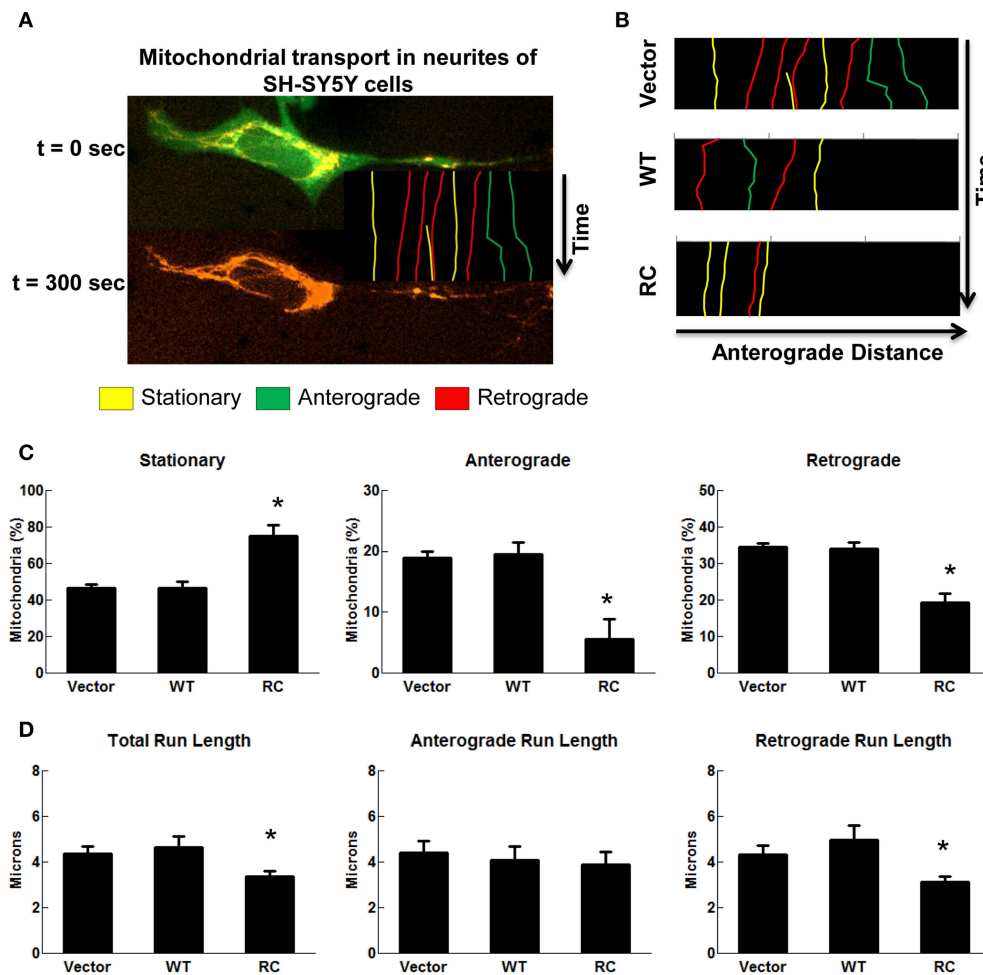 A
Mitochondrial transport in neurites of
SH-SY5Y cells
t = 0 sec
t = 300 sec
Time
Stationary
Anterograde
Retrograde
B
Vector
WT
RC
Time
Anterograde Distance
C
Stationary
Mitochondria (%)
100
80
60
40
20
0
Vector WT RC
*
Anterograde
Mitochondria (%)
30
20
10
0
Vector WT RC
*
Retrograde
Mitochondria (%)
50
40
30
20
10
0
Vector WT RC
*
D
Total Run Length
Microns
8
6
4
2
0
Vector WT RC
*
Anterograde Run Length
Microns
8
6
4
2
0
Vector WT RC
Retrograde Run Length
Microns
8
6
4
2
0
Vector WT RC
*